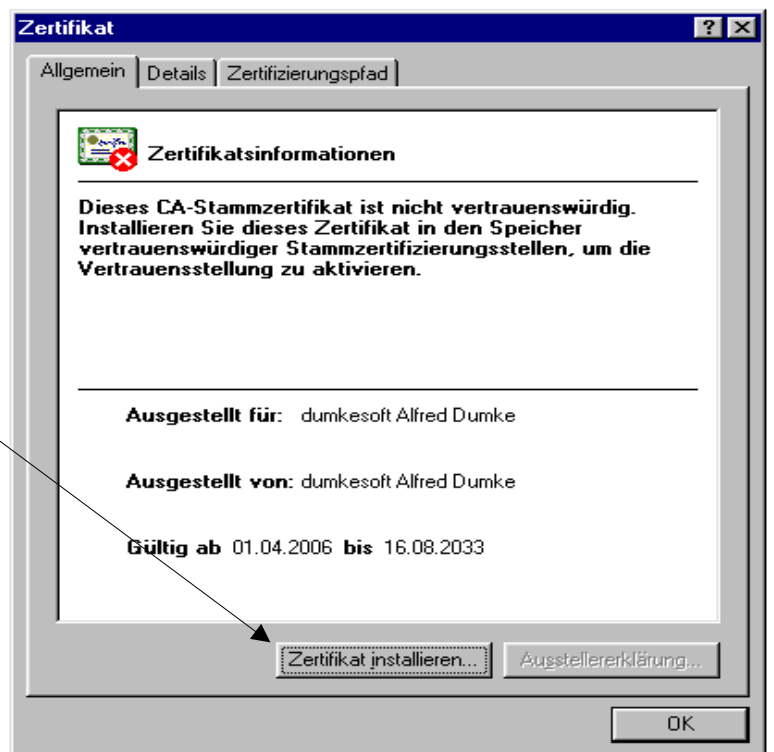 Zertifikat
Allgemein Details Zertifizierungspfad
Zertifikatsinformationen
Dieses CA-Stammzertifikat ist nicht vertrauenswürdig.
Installieren Sie dieses Zertifikat in den Speicher
vertrauenswürdiger Stammzertifizierungsstellen, um die
Vertrauensstellung zu aktivieren.
Ausgestellt für: dumkesoft Alfred Dumke
Ausgestellt von: dumkesoft Alfred Dumke
Gültig ab 01.04.2006 bis 16.08.2033
Zertifikat installieren... Ausstellererklärung...
OK